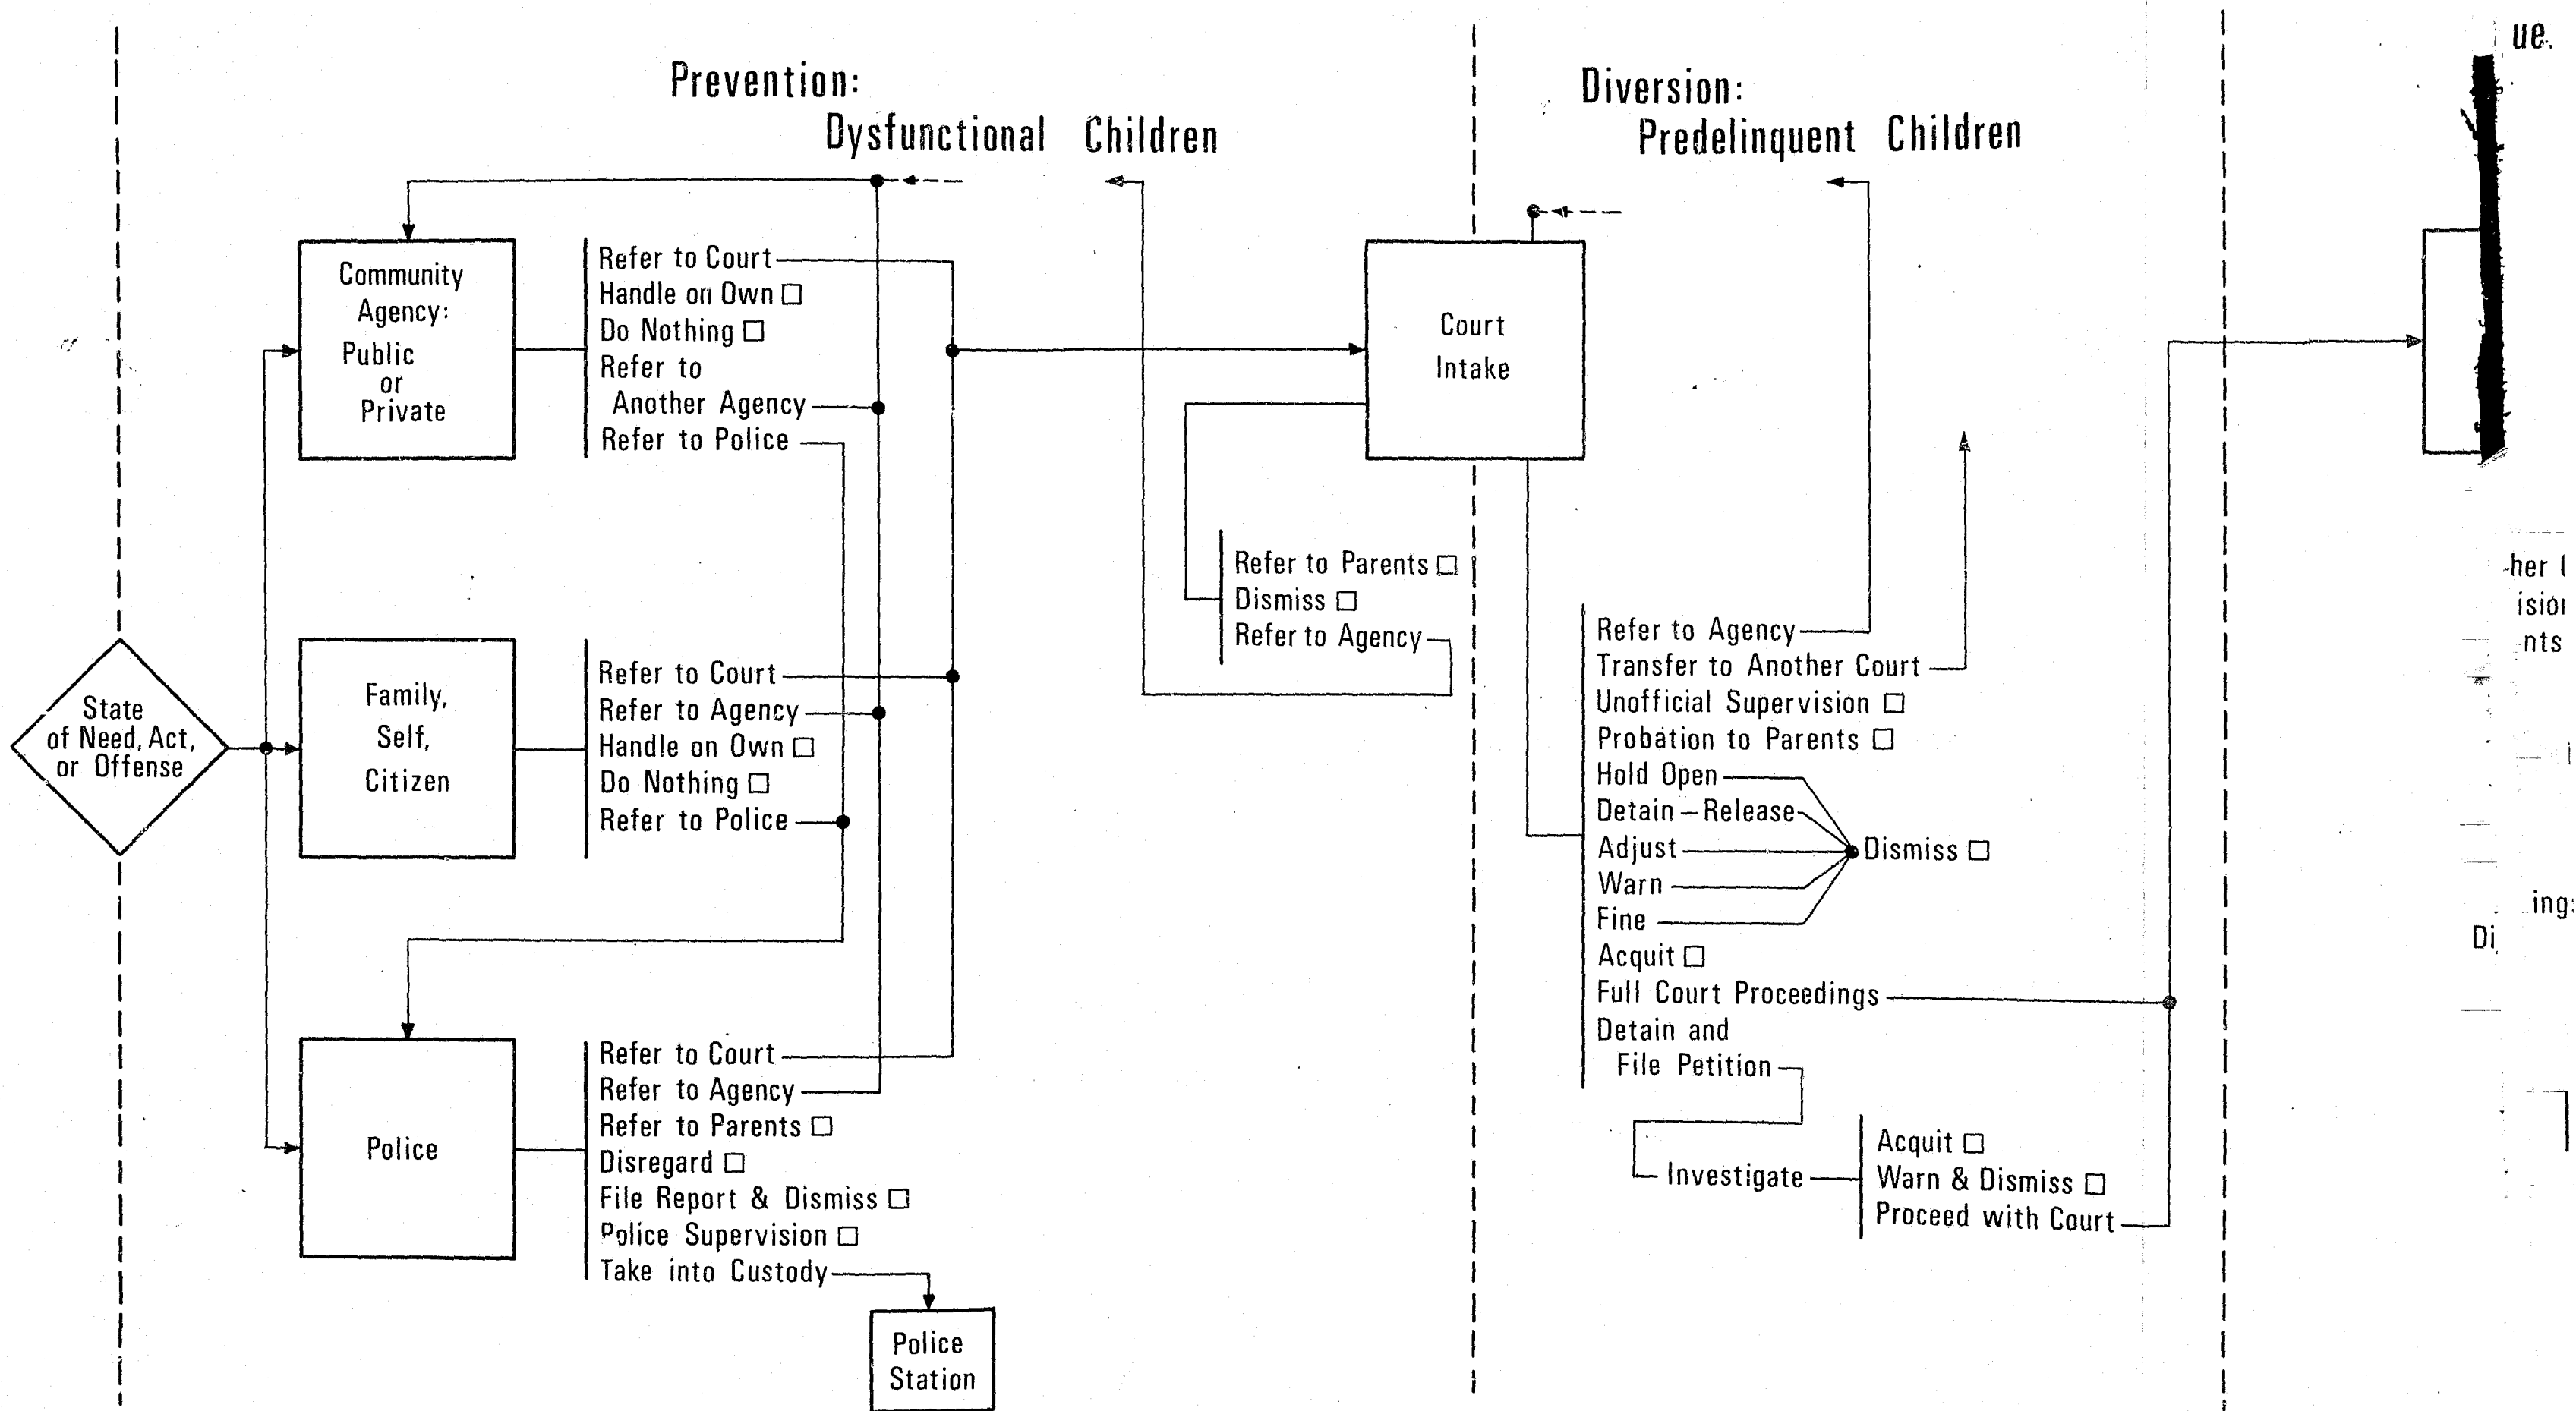 Prevention:
Dysfunctional Children
Diversion:
Predelinquent Children
ue.
Community
Agency:
Public
or
Private
Refer to Court
Handle on Own
Do Nothing
Refer to
Another Agency
Refer to Police
Court
Intake
Refer to Parents
Dismiss
Refer to Agency
State
of Need, Act,
or Offense
Family,
Self,
Citizen
Refer to Court
Refer to Agency
Handle on Own
Do Nothing
Refer to Police
Refer to Agency
Transfer to Another Court
Unofficial Supervision
Probation to Parents
Hold Open
Detain – Release
Adjust
Warn
Fine
Dismiss
Acquit
Full Court Proceedings
Detain and
File Petition
Investigate
Acquit
Warn & Dismiss
Proceed with Court
Police
Refer to Court
Refer to Agency
Refer to Parents
Disregard
File Report & Dismiss
Police Supervision
Take into Custody
Police
Station
nts
Di